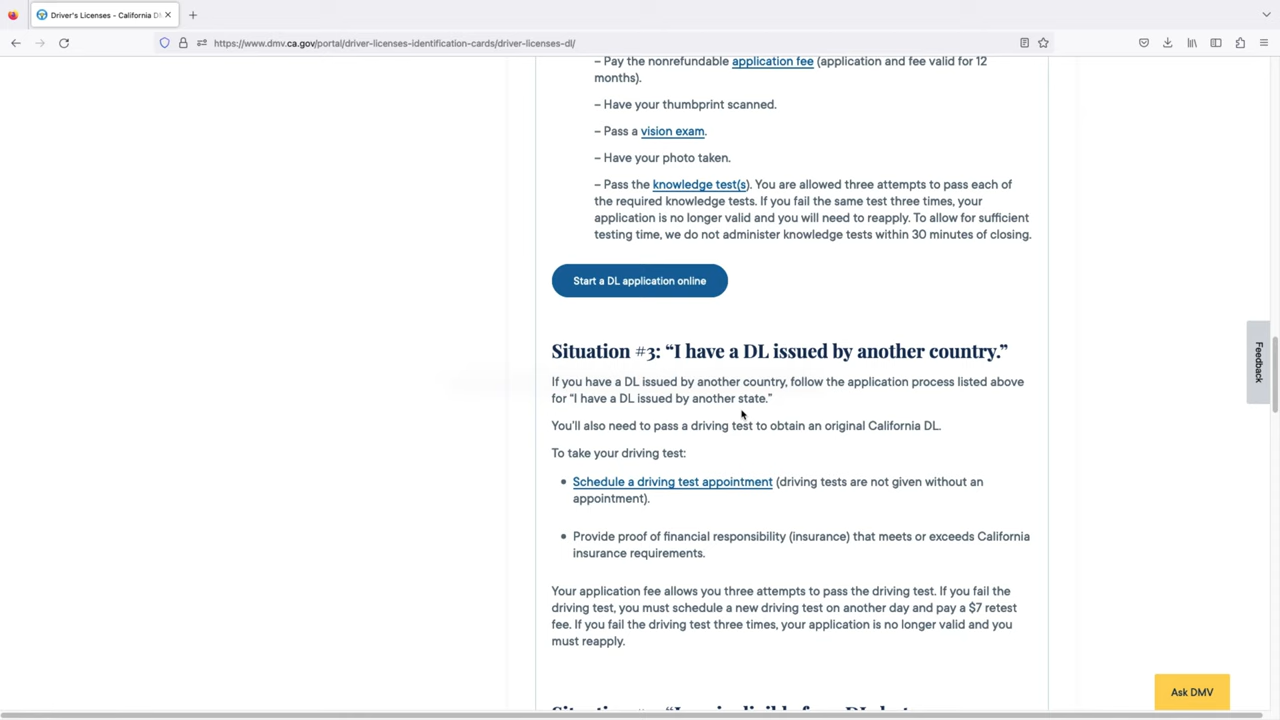 Driver's Licenses - California D
https://www.dmv.ca.gov/portal/driver-licenses-identification-cards/driver-licenses-dl/
– Pay the nonrefundable application fee (application and fee valid for 12
months).
– Have your thumbprint scanned.
– Pass a vision exam.
– Have your photo taken.
– Pass the knowledge test(s). You are allowed three attempts to pass each of
the required knowledge tests. If you fail the same test three times, your
application is no longer valid and you will need to reapply. To allow for sufficient
testing time, we do not administer knowledge tests within 30 minutes of closing.
Start a DL application online
Situation #3: “I have a DL issued by another country.”
If you have a DL issued by another country, follow the application process listed above
for “I have a DL issued by another state.”
You’ll also need to pass a driving test to obtain an original California DL.
To take your driving test:
• Schedule a driving test appointment (driving tests are not given without an
appointment).
• Provide proof of financial responsibility (insurance) that meets or exceeds California
insurance requirements.
Your application fee allows you three attempts to pass the driving test. If you fail the
driving test, you must schedule a new driving test on another day and pay a $7 retest
fee. If you fail the driving test three times, your application is no longer valid and you
must reapply.
Feedback
Ask DMV